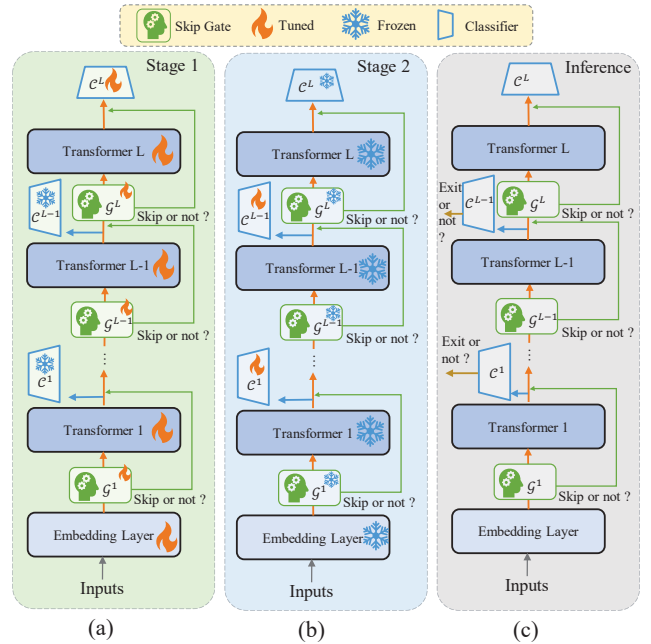 Skip Gate Tuned Frozen Classifier
Stage 1
𝒞^L
Transformer L
𝒞^{L-1}
𝒢^L
Skip or not ?
Transformer L-1
𝒢^{L-1}
Skip or not ?
⋮
𝒞^1
Transformer 1
𝒢^1
Skip or not ?
Embedding Layer
Inputs
(a)
Stage 2
𝒞^L
Transformer L
𝒞^{L-1}
𝒢^L
Skip or not ?
Transformer L-1
𝒢^{L-1}
Skip or not ?
⋮
𝒞^1
Transformer 1
𝒢^1
Skip or not ?
Embedding Layer
Inputs
(b)
Inference
𝒞^L
Transformer L
Exit or
not ?
𝒞^{L-1}
𝒢^L
Skip or not ?
Transformer L-1
𝒢^{L-1}
Skip or not ?
⋮
Exit or
not ?
𝒞^1
Transformer 1
𝒢^1
Skip or not ?
Embedding Layer
Inputs
(c)